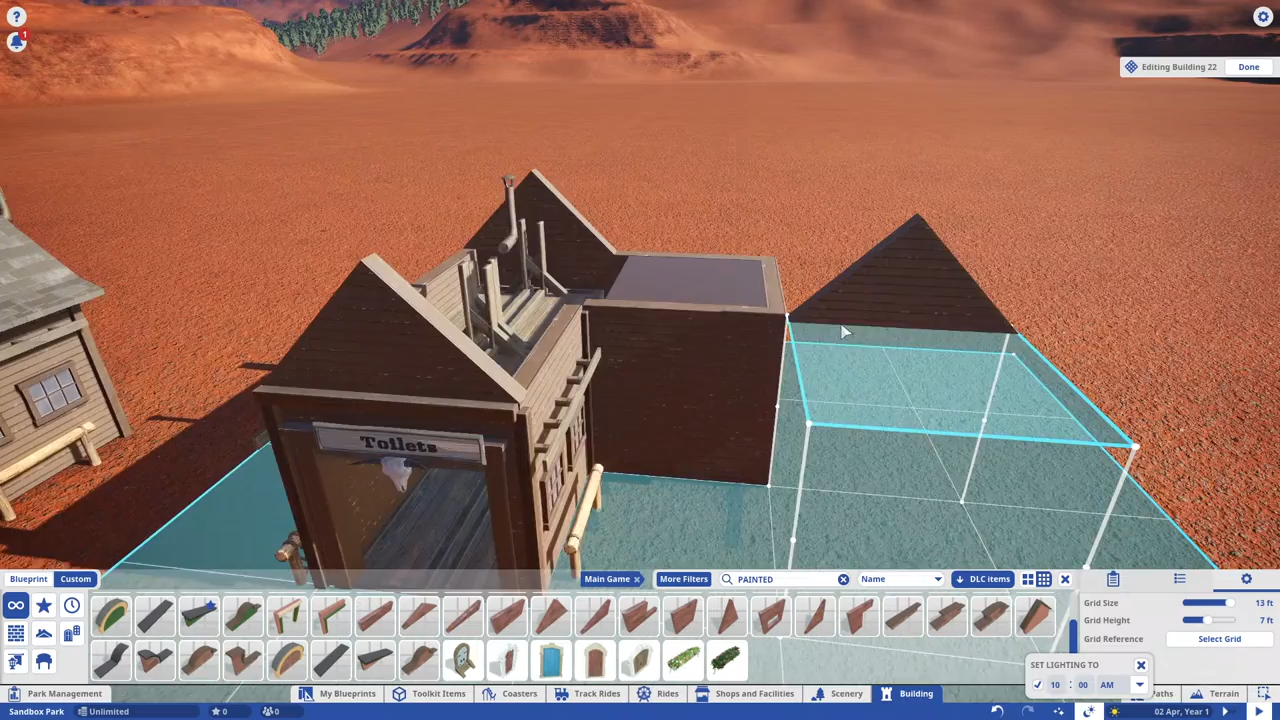 ?
1
Editing Building 22 Done
Toilets
Blueprint Custom Main Game × More Filters PAINTED Name DLC items
Grid Size 13 ft
Grid Height 7 ft
Grid Reference Select Grid
SET LIGHTING TO
10 : 00 AM
Park Management My Blueprints Toolkit Items Coasters Track Rides Rides Shops and Facilities Scenery Building Paths Terrain
Sandbox Park Unlimited 0 0 02 Apr, Year 1